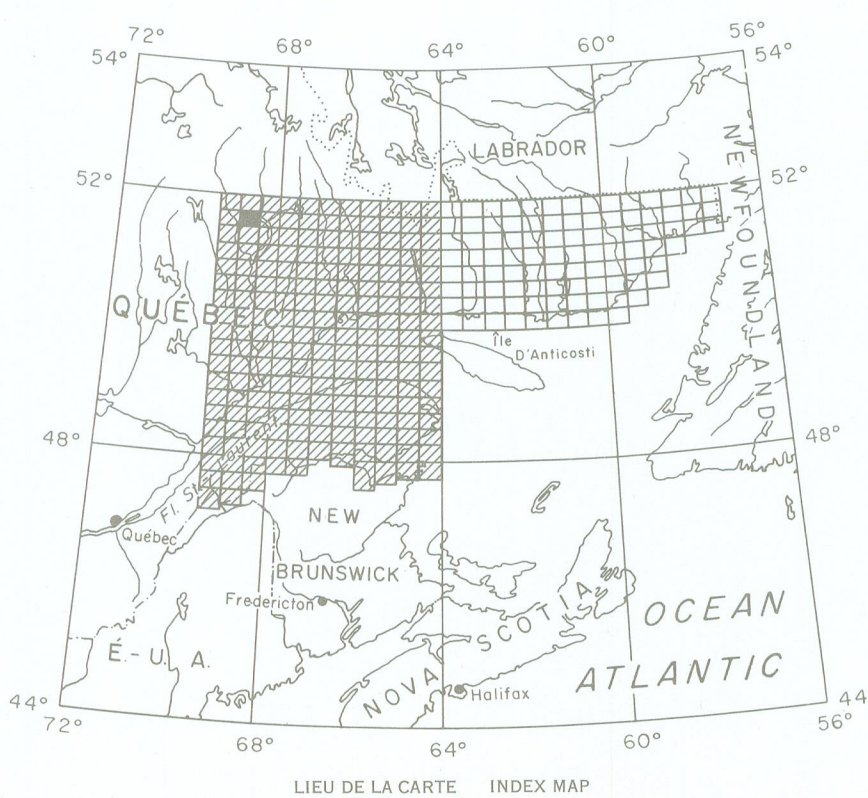 72°
68°
64°
60°
56°
54°
54°
LABRADOR
NEWFOUNDLAND
52°
52°
QUÉBEC
Île
D'Anticosti
48°
48°
Fl. St. Laurent
Québec
NEW
BRUNSWICK
Fredericton
NOVA SCOTIA
OCEAN
ATLANTIC
É.-U. A.
Halifax
44°
44
72°
68°
64°
60°
56°
LIEU DE LA CARTE INDEX MAP